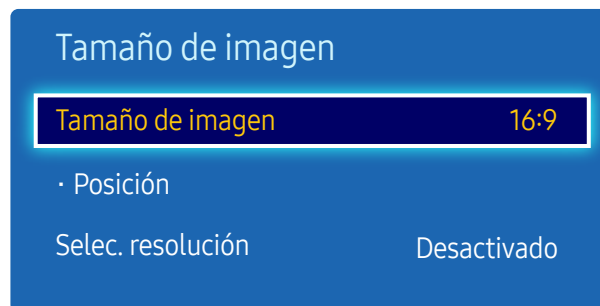 Tamaño de imagen
Tamaño de imagen 16:9
· Posición
Selec. resolución Desactivado